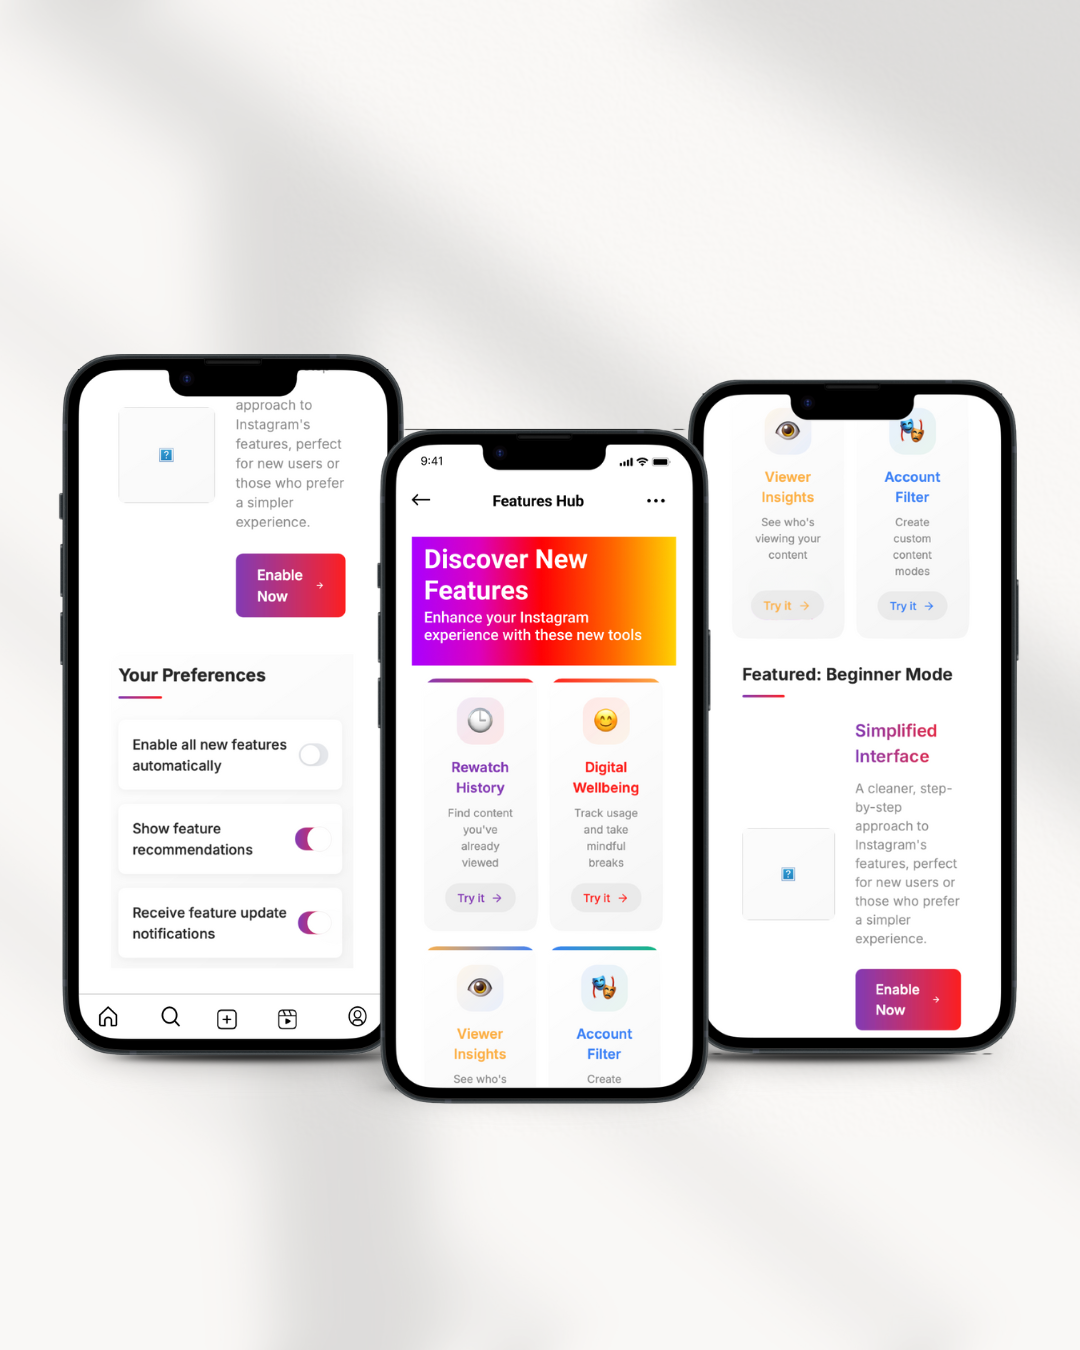 approach to
Instagram's
features, perfect
for new users or
those who prefer
a simpler
experience.
Enable
Now
Your Preferences
Enable all new features
automatically
Show feature
recommendations
Receive feature update
notifications
9:41
Features Hub
Discover New
Features
Enhance your Instagram
experience with these new tools
Rewatch
History
Find content
you've
already
viewed
Try it
Digital
Wellbeing
Track usage
and take
mindful
breaks
Try it
Viewer
Insights
See who's
Account
Filter
Create
Viewer
Insights
See who's
viewing your
content
Try it
Account
Filter
Create
custom
content
modes
Try it
Featured: Beginner Mode
Simplified
Interface
A cleaner, step-
by-step
approach to
Instagram's
features, perfect
for new users or
those who prefer
a simpler
experience.
Enable
Now